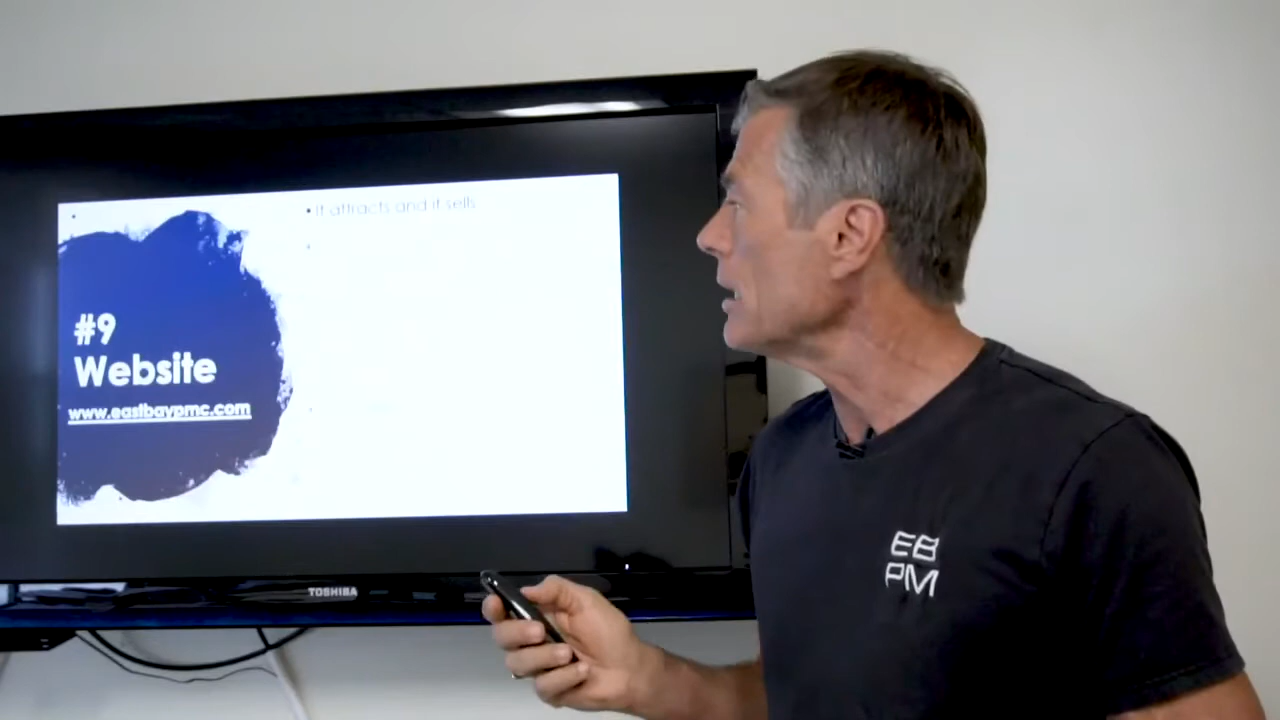 • It attracts and it sells
#9
Website
www.eastbaypmc.com
TOSHIBA
EB
PM